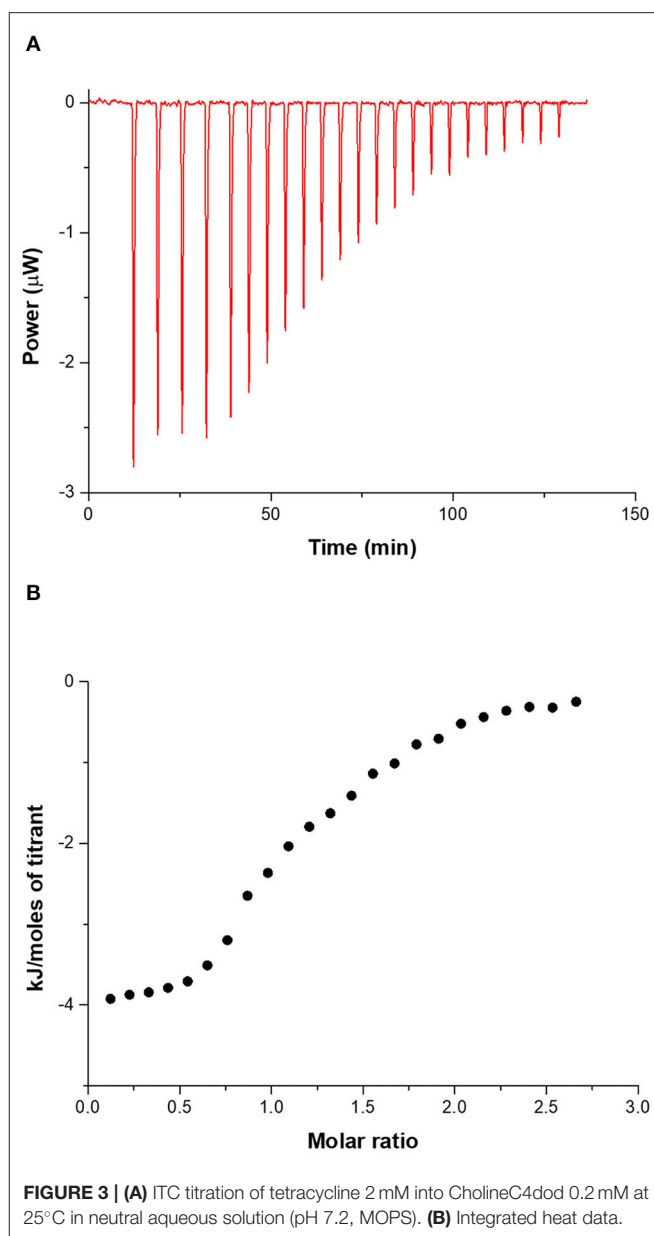 A
0
-1
-2
-3
Power (μW)
0 50 100 150
Time (min)
B
0
-2
-4
kJ/moles of titrant
0.0 0.5 1.0 1.5 2.0 2.5 3.0
Molar ratio
FIGURE 3 | (A) ITC titration of tetracycline 2 mM into CholineC4dod 0.2 mM at
25°C in neutral aqueous solution (pH 7.2, MOPS). (B) Integrated heat data.